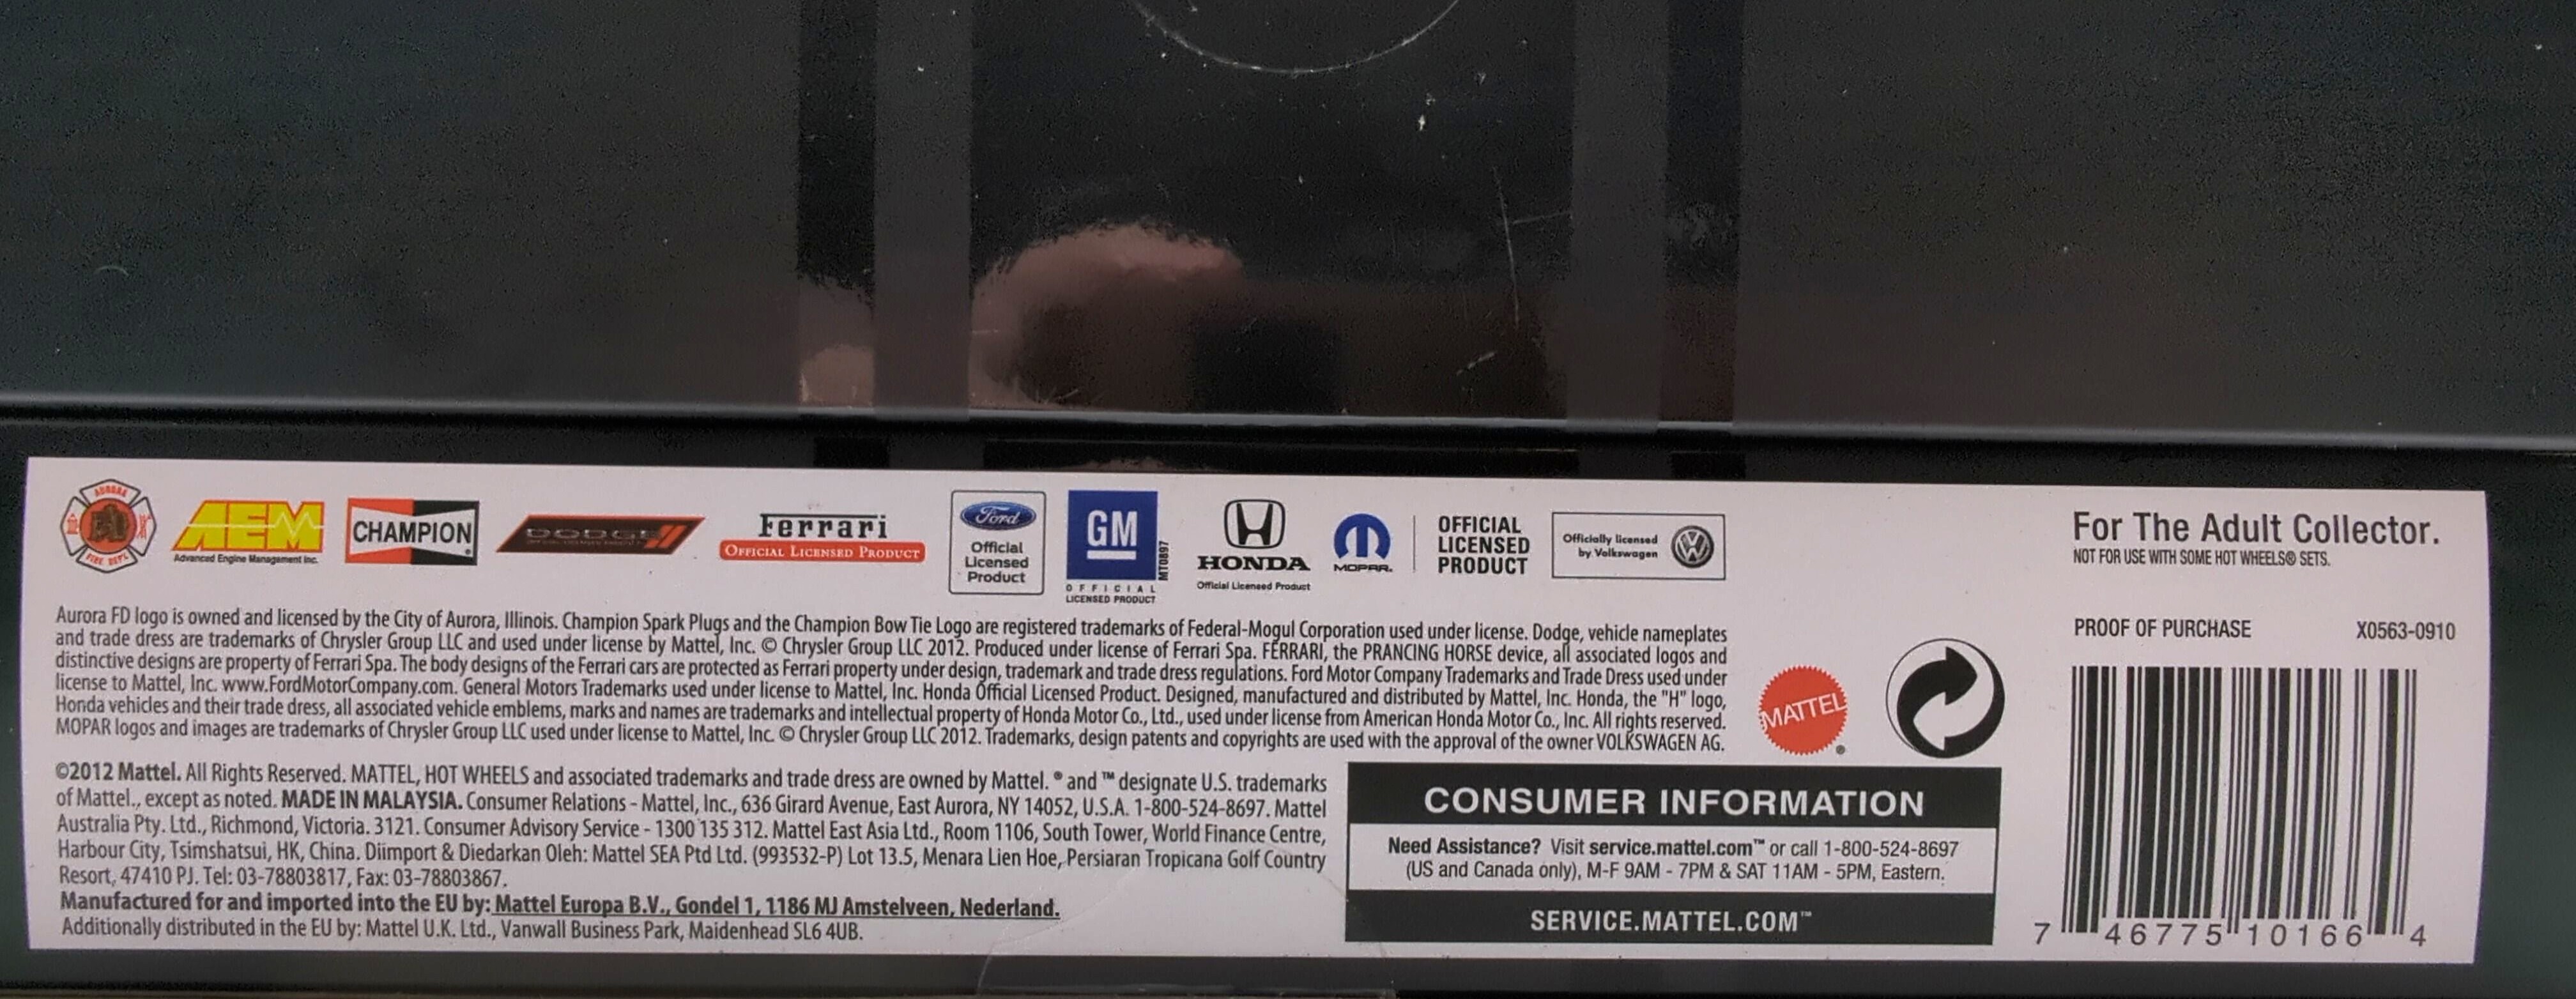 AURORA
FD
FIRE DEPT.
AEM
Advanced Engine Management Inc.
CHAMPION
®
DODGE
Ferrari
OFFICIAL LICENSED PRODUCT
Ford
Official
Licensed
Product
GM
MT0897
OFFICIAL
LICENSED PRODUCT
HONDA
Official Licensed Product
MOPAR.
OFFICIAL
LICENSED
PRODUCT
Officially licensed
by Volkswagen
For The Adult Collector.
NOT FOR USE WITH SOME HOT WHEELS® SETS.
Aurora FD logo is owned and licensed by the City of Aurora, Illinois. Champion Spark Plugs and the Champion Bow Tie Logo are registered trademarks of Federal-Mogul Corporation used under license. Dodge, vehicle nameplates
and trade dress are trademarks of Chrysler Group LLC and used under license by Mattel, Inc. © Chrysler Group LLC 2012. Produced under license of Ferrari Spa. FERRARI, the PRANCING HORSE device, all associated logos and
distinctive designs are property of Ferrari Spa. The body designs of the Ferrari cars are protected as Ferrari property under design, trademark and trade dress regulations. Ford Motor Company Trademarks and Trade Dress used under
license to Mattel, Inc. www.FordMotorCompany.com. General Motors Trademarks used under license to Mattel, Inc. Honda Official Licensed Product. Designed, manufactured and distributed by Mattel, Inc. Honda, the "H" logo,
Honda vehicles and their trade dress, all associated vehicle emblems, marks and names are trademarks and intellectual property of Honda Motor Co., Ltd., used under license from American Honda Motor Co., Inc. All rights reserved.
MOPAR logos and images are trademarks of Chrysler Group LLC used under license to Mattel, Inc. © Chrysler Group LLC 2012. Trademarks, design patents and copyrights are used with the approval of the owner VOLKSWAGEN AG.
MATTEL
®
©2012 Mattel. All Rights Reserved. MATTEL, HOT WHEELS and associated trademarks and trade dress are owned by Mattel. ® and ™ designate U.S. trademarks
of Mattel., except as noted. MADE IN MALAYSIA. Consumer Relations - Mattel, Inc., 636 Girard Avenue, East Aurora, NY 14052, U.S.A. 1-800-524-8697. Mattel
Australia Pty. Ltd., Richmond, Victoria. 3121. Consumer Advisory Service - 1300 135 312. Mattel East Asia Ltd., Room 1106, South Tower, World Finance Centre,
Harbour City, Tsimshatsui, HK, China. Diimport & Diedarkan Oleh: Mattel SEA Ptd Ltd. (993532-P) Lot 13.5, Menara Lien Hoe, Persiaran Tropicana Golf Country
Resort, 47410 PJ. Tel: 03-78803817, Fax: 03-78803867.
Manufactured for and imported into the EU by: Mattel Europa B.V., Gondel 1, 1186 MJ Amstelveen, Nederland.
Additionally distributed in the EU by: Mattel U.K. Ltd., Vanwall Business Park, Maidenhead SL6 4UB.
CONSUMER INFORMATION
Need Assistance? Visit service.mattel.com™ or call 1-800-524-8697
(US and Canada only), M-F 9AM - 7PM & SAT 11AM - 5PM, Eastern.
SERVICE.MATTEL.COM™
PROOF OF PURCHASE X0563-0910
7 46775 10166 4